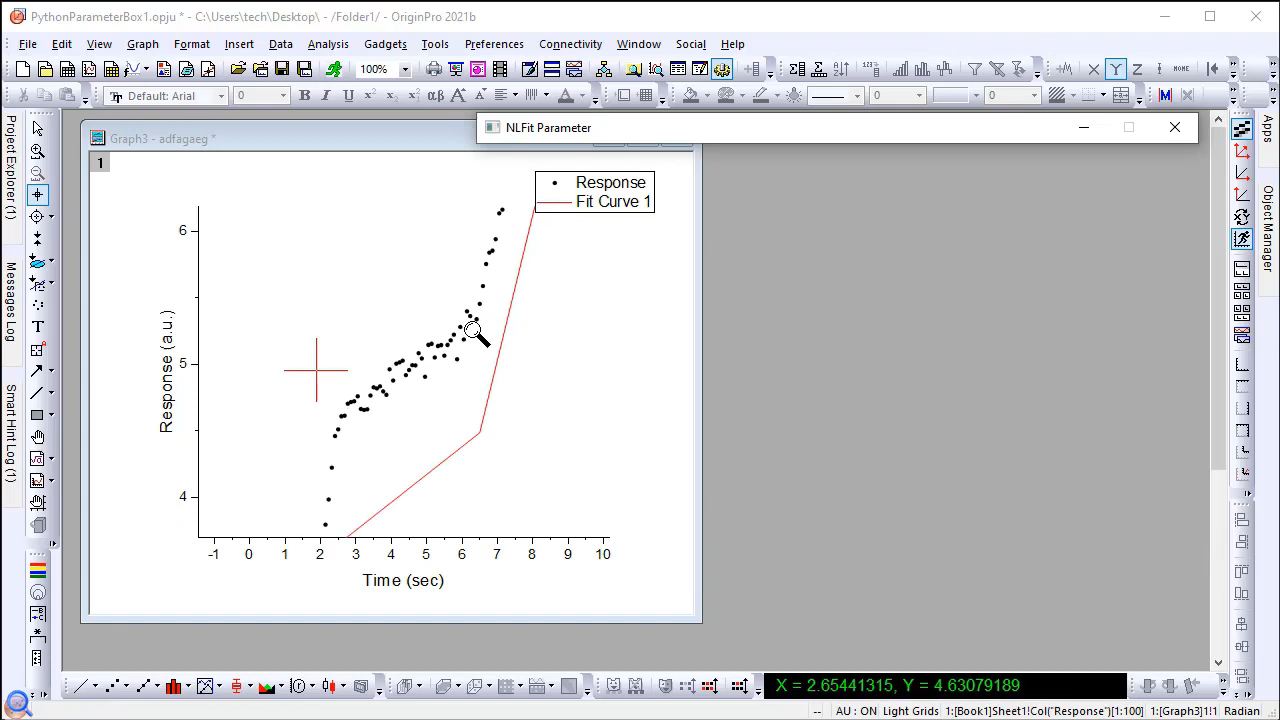 PythonParameterBox1.opju * - C:\Users\tech\Desktop\ - /Folder1/ - OriginPro 2021b
File Edit View Graph Format Insert Data Analysis Gadgets Tools Preferences Connectivity Window Social Help
100%
HOME
Default: Arial 0 B I U
0 0
Graph3 - adfagaeg *
NLFit Parameter
1
Response
Fit Curve 1
6
5
4
Response (a.u.)
-1 0 1 2 3 4 5 6 7 8 9 10
Time (sec)
Project Explorer (1)
Messages Log
Smart Hint Log (1)
Apps
Object Manager
X = 2.65441315, Y = 4.63079189
-- AU : ON Light Grids 1:[Book1]Sheet1!Col("Response")[1:100] 1:[Graph3]1!1 Radian